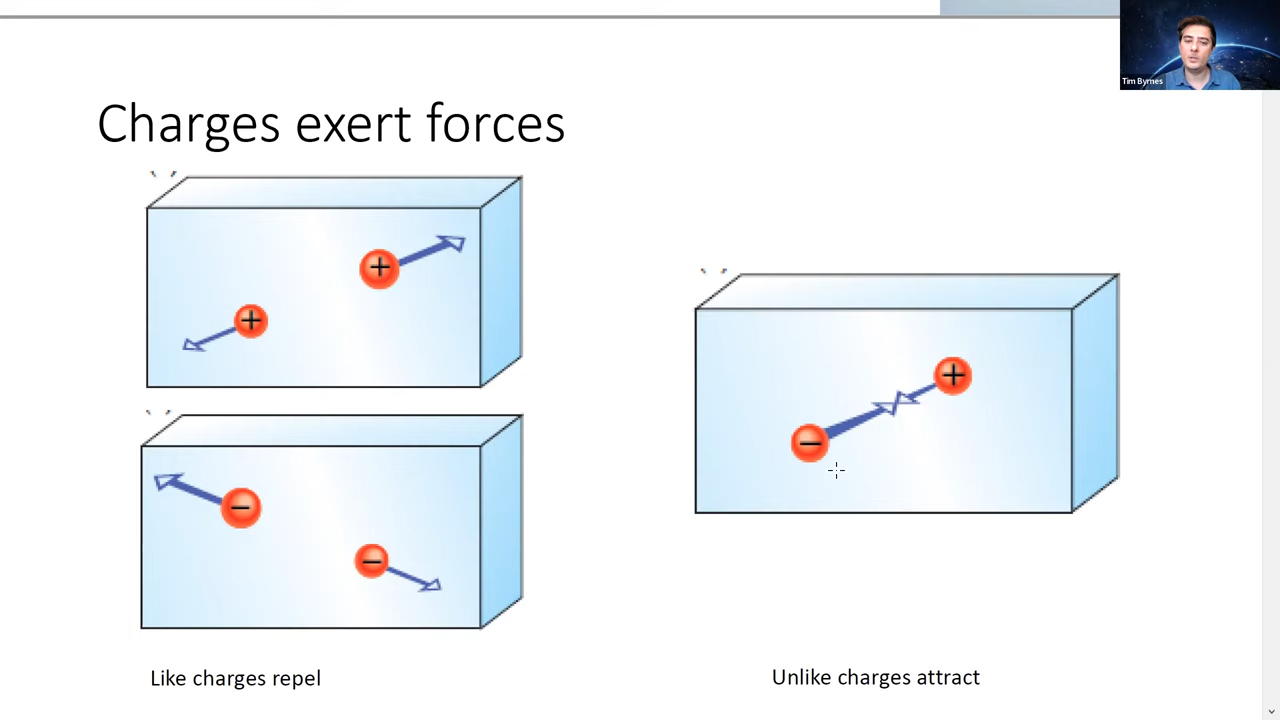 Tim Byrnes
Charges exert forces
+
+
+
−
−
−
Like charges repel
Unlike charges attract